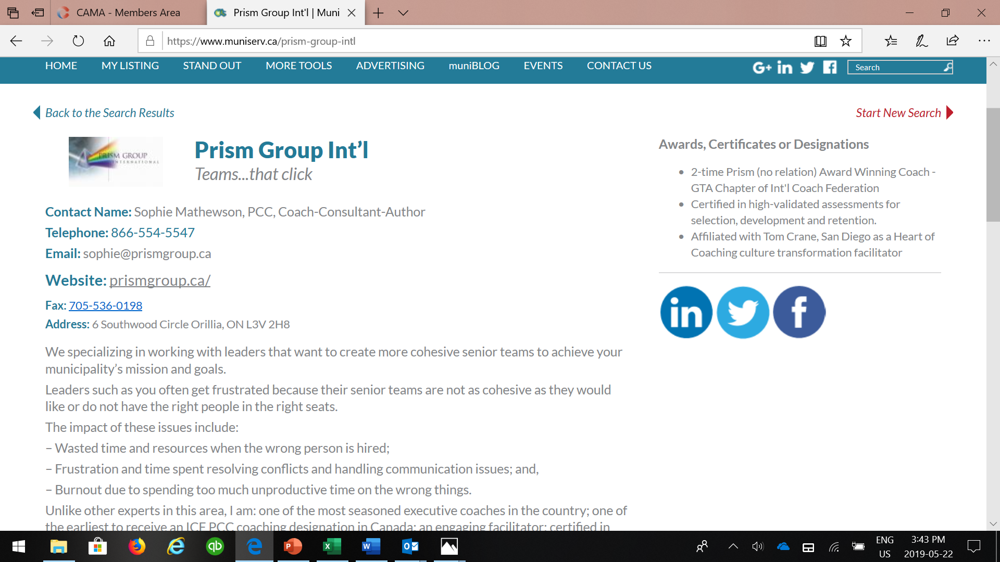 CAMA - Members Area
Prism Group Int'l | Muni
https://www.muniserv.ca/prism-group-intl
HOME MY LISTING STAND OUT MORE TOOLS ADVERTISING muniBLOG EVENTS CONTACT US
Search
Back to the Search Results
Start New Search
PRISM GROUP
INTERNATIONAL
Prism Group Int’l
Teams...that click
Contact Name: Sophie Mathewson, PCC, Coach-Consultant-Author
Telephone: 866-554-5547
Email: sophie@prismgroup.ca
Website: prismgroup.ca/
Fax: 705-536-0198
Address: 6 Southwood Circle Orillia, ON L3V 2H8
We specializing in working with leaders that want to create more cohesive senior teams to achieve your
municipality’s mission and goals.
Leaders such as you often get frustrated because their senior teams are not as cohesive as they would
like or do not have the right people in the right seats.
The impact of these issues include:
– Wasted time and resources when the wrong person is hired;
– Frustration and time spent resolving conflicts and handling communication issues; and,
– Burnout due to spending too much unproductive time on the wrong things.
Unlike other experts in this area, I am: one of the most seasoned executive coaches in the country; one of
the earliest to receive an ICF PCC coaching designation in Canada; an engaging facilitator; certified in
Awards, Certificates or Designations
• 2-time Prism (no relation) Award Winning Coach -
GTA Chapter of Int'l Coach Federation
• Certified in high-validated assessments for
selection, development and retention.
• Affiliated with Tom Crane, San Diego as a Heart of
Coaching culture transformation facilitator
ENG
US
3:43 PM
2019-05-22